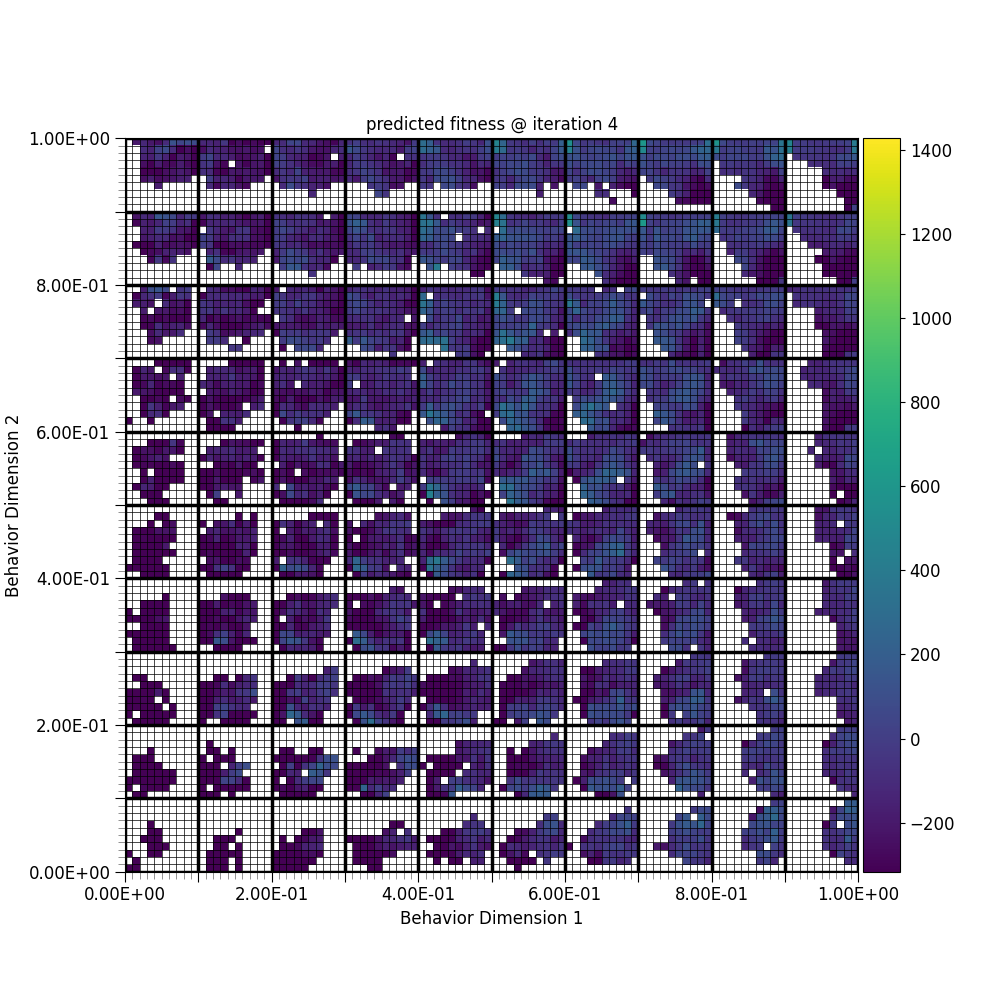 predicted fitness @ iteration 4
1.00E+00
8.00E-01
6.00E-01
4.00E-01
2.00E-01
0.00E+00
Behavior Dimension 2
0.00E+00 2.00E-01 4.00E-01 6.00E-01 8.00E-01 1.00E+00
Behavior Dimension 1
1400
1200
1000
800
600
400
200
0
−200